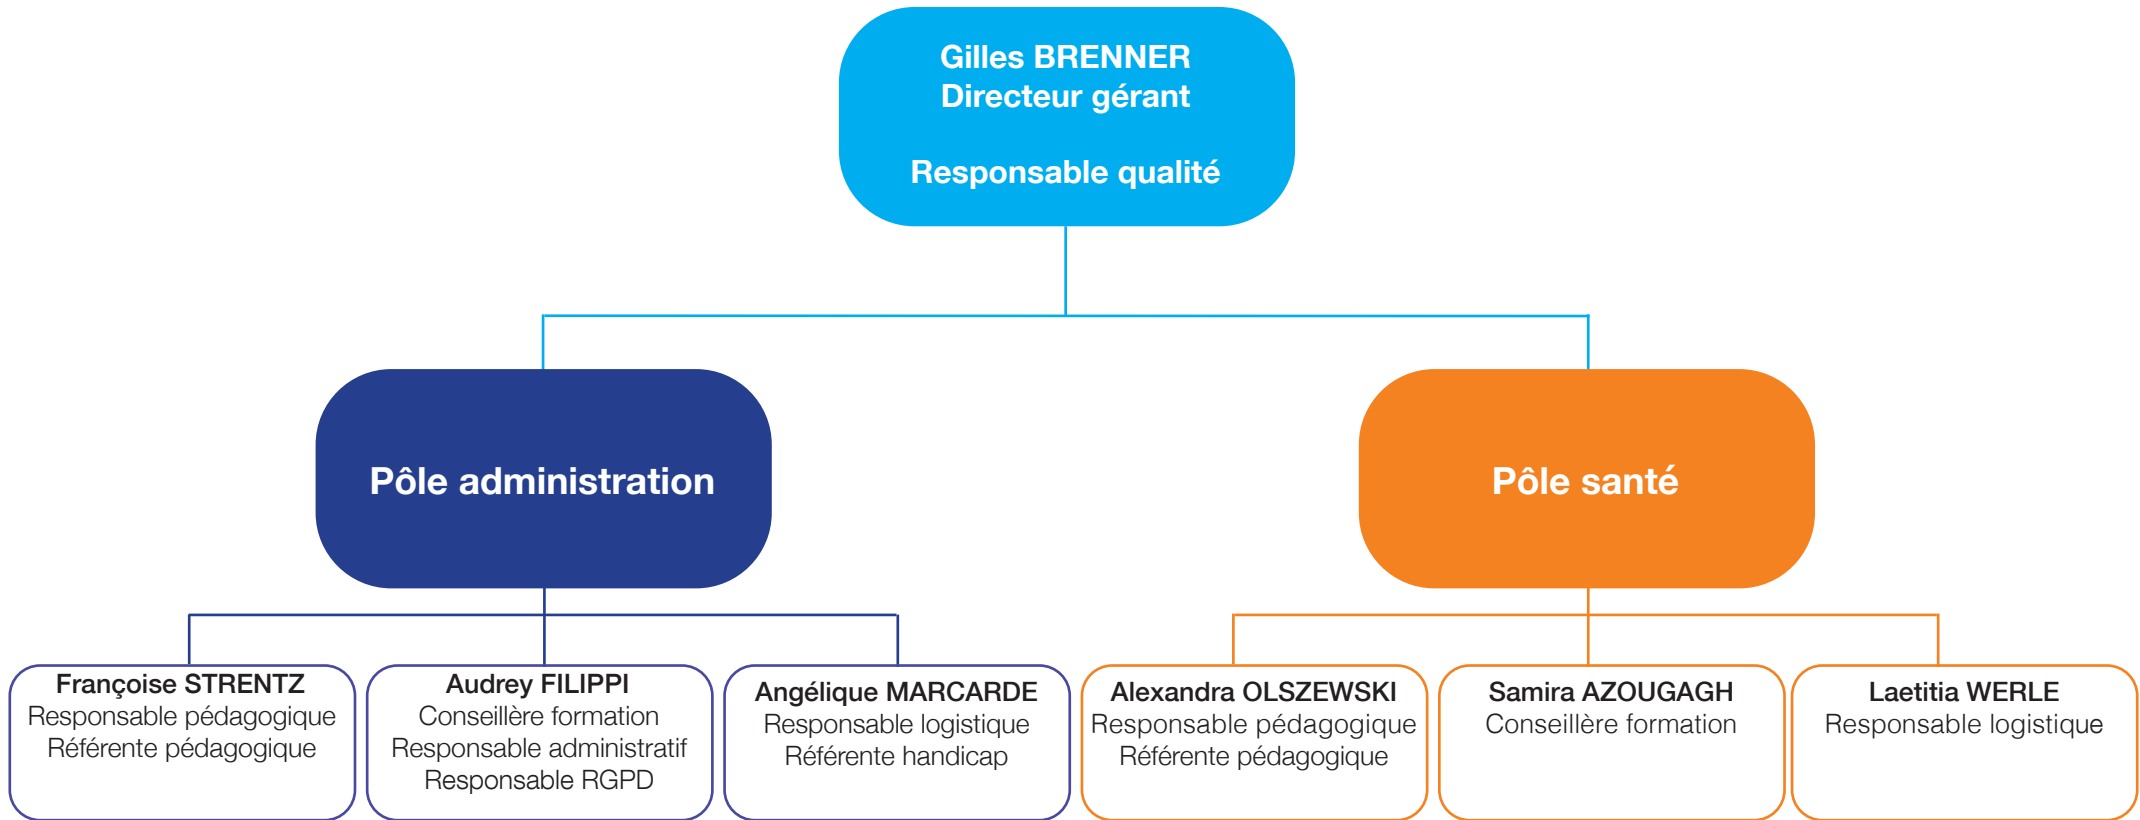 Gilles BRENNER
Directeur gérant
Responsable qualité
Pôle administration
Pôle santé
Françoise STRENTZ
Responsable pédagogique
Référente pédagogique
Audrey FILIPPI
Conseillère formation
Responsable administratif
Responsable RGPD
Angélique MARCARDE
Responsable logistique
Référente handicap
Alexandra OLSZEWSKI
Responsable pédagogique
Référente pédagogique
Samira AZOUGAGH
Conseillère formation
Laetitia WERLE
Responsable logistique